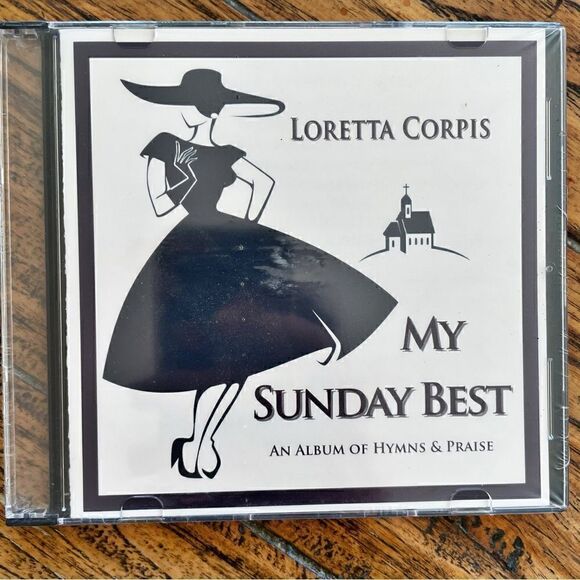 LORETTA CORPIS
MY
SUNDAY BEST
AN ALBUM OF HYMNS & PRAISE